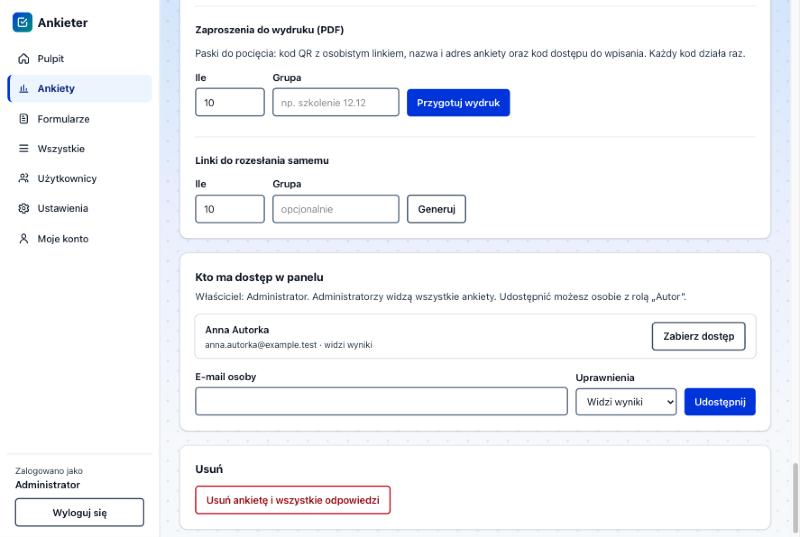 Ankieter
Pulpit
Ankiety
Formularze
Wszystkie
Użytkownicy
Ustawienia
Moje konto
Zalogowano jako
Administrator
Wyloguj się
Zaproszenia do wydruku (PDF)
Paski do pocięcia: kod QR z osobistym linkiem, nazwa i adres ankiety oraz kod dostępu do wpisania. Każdy kod działa raz.
Ile Grupa
10 np. szkolenie 12.12 Przygotuj wydruk
Linki do rozesłania samemu
Ile Grupa
10 opcjonalnie Generuj
Kto ma dostęp w panelu
Właściciel: Administrator. Administratorzy widzą wszystkie ankiety. Udostępnić możesz osobie z rolą „Autor".
Anna Autorka
anna.autorka@example.test · widzi wyniki
Zabierz dostęp
E-mail osoby Uprawnienia
Widzi wyniki Udostępnij
Usuń
Usuń ankietę i wszystkie odpowiedzi